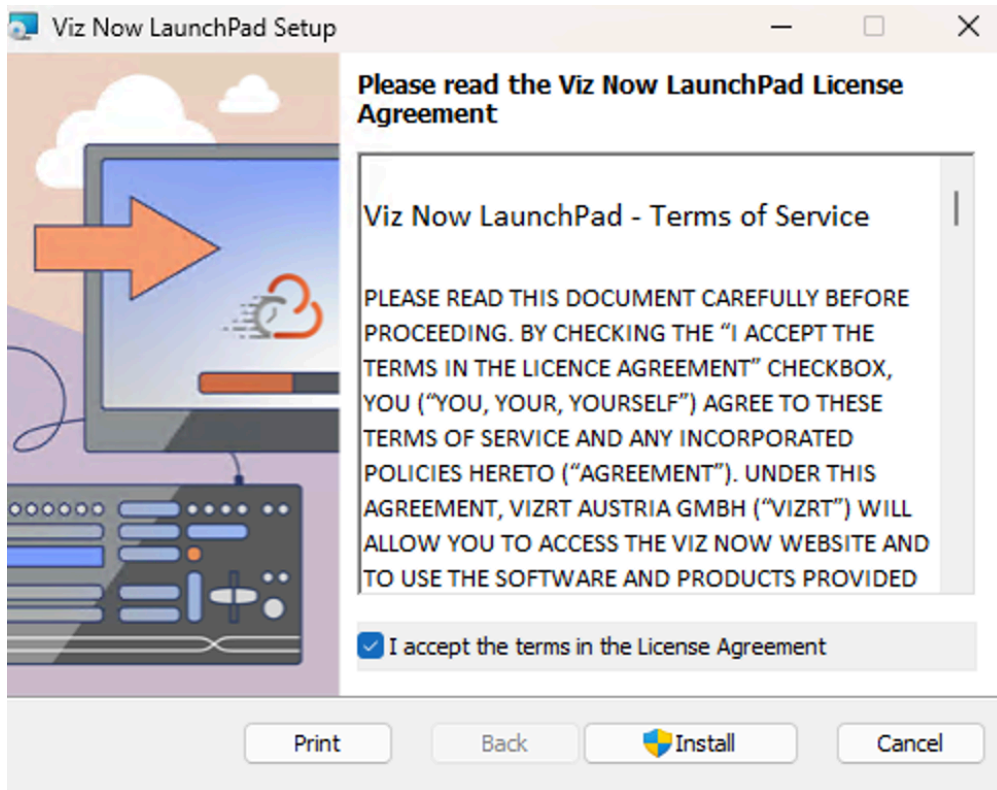 Viz Now LaunchPad Setup
Please read the Viz Now LaunchPad License
Agreement
Viz Now LaunchPad - Terms of Service
PLEASE READ THIS DOCUMENT CAREFULLY BEFORE
PROCEEDING. BY CHECKING THE “I ACCEPT THE
TERMS IN THE LICENCE AGREEMENT” CHECKBOX,
YOU (“YOU, YOUR, YOURSELF”) AGREE TO THESE
TERMS OF SERVICE AND ANY INCORPORATED
POLICIES HERETO (“AGREEMENT”). UNDER THIS
AGREEMENT, VIZRT AUSTRIA GMBH (“VIZRT”) WILL
ALLOW YOU TO ACCESS THE VIZ NOW WEBSITE AND
TO USE THE SOFTWARE AND PRODUCTS PROVIDED
I accept the terms in the License Agreement
Print Back Install Cancel